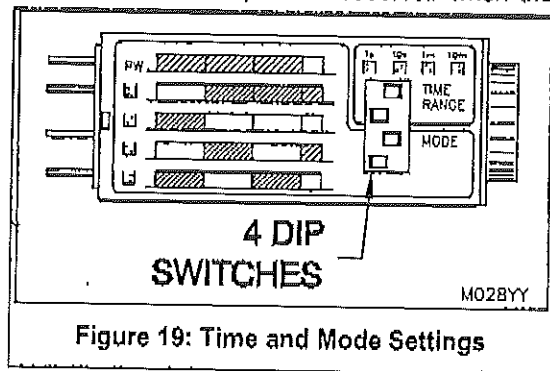 PW
1s 10s 1m 10m
TIME
RANGE
MODE
4 DIP
SWITCHES
M028YY
Figure 19: Time and Mode Settings